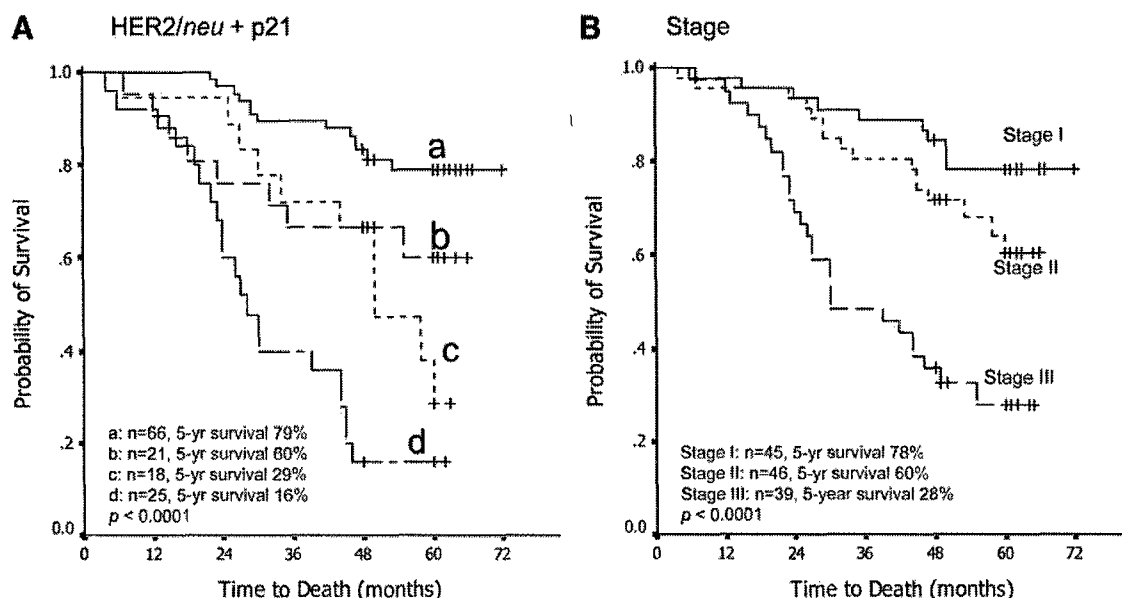 A HER2/neu + p21
Probability of Survival
1.0
.8
.6
.4
.2
0.0
a
b
c
d
a: n=66, 5-yr survival 79%
b: n=21, 5-yr survival 60%
c: n=18, 5-yr survival 29%
d: n=25, 5-yr survival 16%
p < 0.0001
0 12 24 36 48 60 72
Time to Death (months)
B Stage
Probability of Survival
1.0
.8
.6
.4
.2
0.0
Stage I
Stage II
Stage III
Stage I: n=45, 5-yr survival 78%
Stage II: n=46, 5-yr survival 60%
Stage III: n=39, 5-year survival 28%
p < 0.0001
0 12 24 36 48 60 72
Time to Death (months)